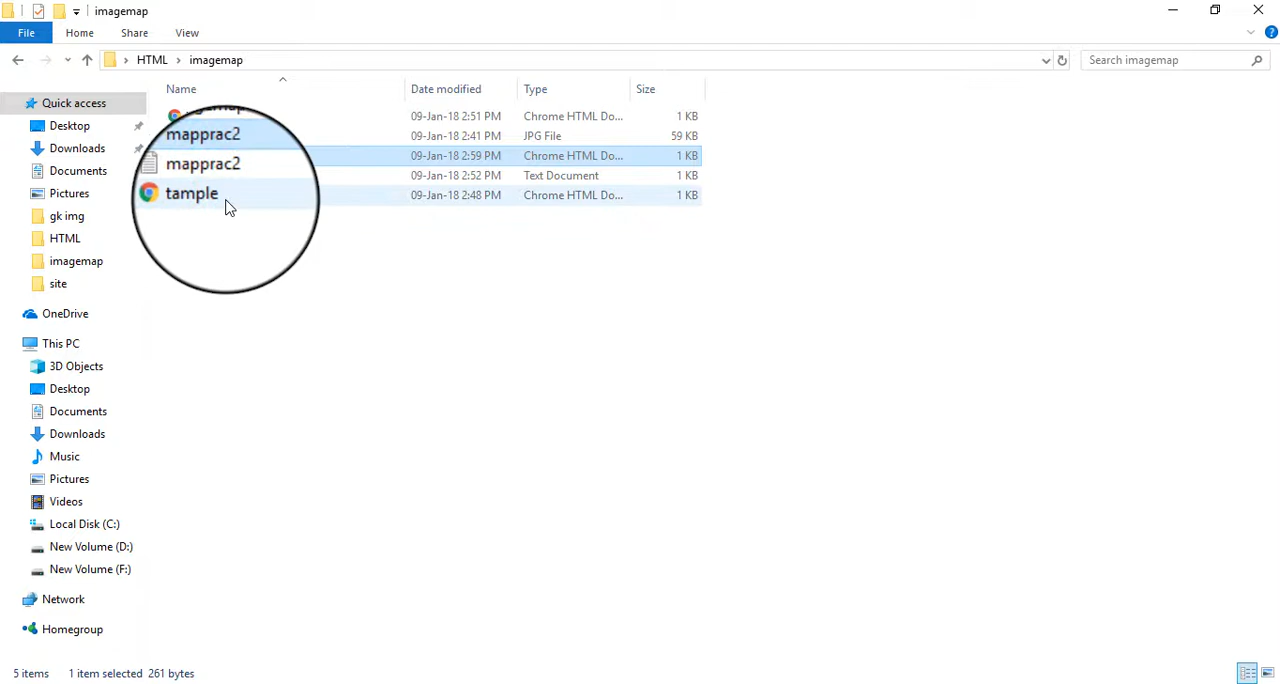 imagemap
File Home Share View
HTML imagemap Search imagemap
Name Date modified Type Size
Quick access
Desktop
Downloads
Documents
Pictures
gk img
HTML
imagemap
site
OneDrive
This PC
3D Objects
Desktop
Documents
Downloads
Music
Pictures
Videos
Local Disk (C:)
New Volume (D:)
New Volume (F:)
Network
Homegroup
09-Jan-18 2:51 PM Chrome HTML Do... 1 KB
09-Jan-18 2:41 PM JPG File 59 KB
mapprac2 09-Jan-18 2:59 PM Chrome HTML Do... 1 KB
mapprac2 09-Jan-18 2:52 PM Text Document 1 KB
tample 09-Jan-18 2:48 PM Chrome HTML Do... 1 KB
5 items 1 item selected 261 bytes